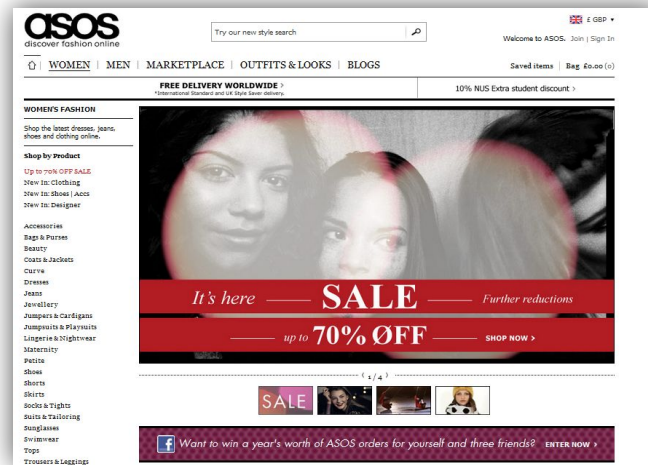 asos
discover fashion online
Try our new style search
£ GBP
Welcome to ASOS. Join | Sign In
WOMEN | MEN | MARKETPLACE | OUTFITS & LOOKS | BLOGS
Saved items | Bag £0.00 (0)
FREE DELIVERY WORLDWIDE >
*International Standard and UK Style Saver delivery.
10% NUS Extra student discount >
WOMEN'S FASHION
Shop the latest dresses, jeans,
shoes and clothing online.
Shop by Product
Up to 70% OFF SALE
New In: Clothing
New In: Shoes | Accs
New In: Designer
Accessories
Bags & Purses
Beauty
Coats & Jackets
Curve
Dresses
Jeans
Jewellery
Jumpers & Cardigans
Jumpsuits & Playsuits
Lingerie & Nightwear
Maternity
Petite
Shoes
Shorts
Skirts
Socks & Tights
Suits & Tailoring
Sunglasses
Swimwear
Tops
Trousers & Leggings
It's here SALE Further reductions
up to 70% ØFF SHOP NOW >
( 1/4 )
SALE
f Want to win a year's worth of ASOS orders for yourself and three friends? ENTER NOW >